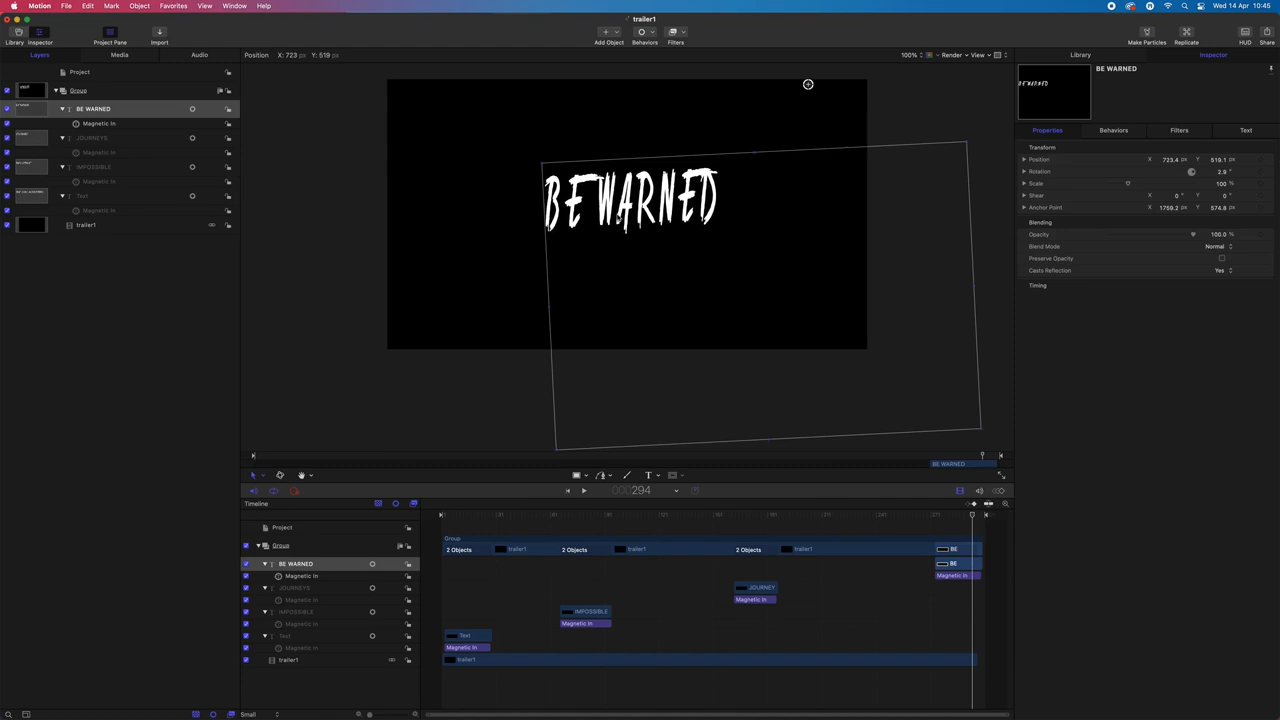 Motion File Edit Mark Object Favorites View Window Help
Wed 14 Apr 10:45
trailer1
Library Inspector Project Pane Import
Add Object Behaviors Filters
Make Particles Replicate HUD Share
Layers Media Audio
Position X: 723 px Y: 519 px
100% Render View
Library Inspector
Project
Group
BE WARNED
Magnetic In
JOURNEYS
Magnetic In
IMPOSSIBLE
Magnetic In
Text
Magnetic In
trailer1
BE WARNED
BE WARNED
Properties Behaviors Filters Text
Transform
Position X 723.4 px Y 519.1 px
Rotation 2.9 °
Scale 100 %
Shear X 0 ° Y 0 °
Anchor Point X 1759.2 px Y 574.8 px
Blending
Opacity 100.0 %
Blend Mode Normal
Preserve Opacity
Casts Reflection Yes
Timing
BE WARNED
000294
Timeline
Project
Group
BE WARNED
Magnetic In
JOURNEYS
Magnetic In
IMPOSSIBLE
Magnetic In
Text
Magnetic In
trailer1
Group
2 Objects trailer1 2 Objects trailer1 2 Objects trailer1 BE
BE
Magnetic In
JOURNEY
Magnetic In
IMPOSSIBLE
Magnetic In
Text
Magnetic In
trailer1
Small